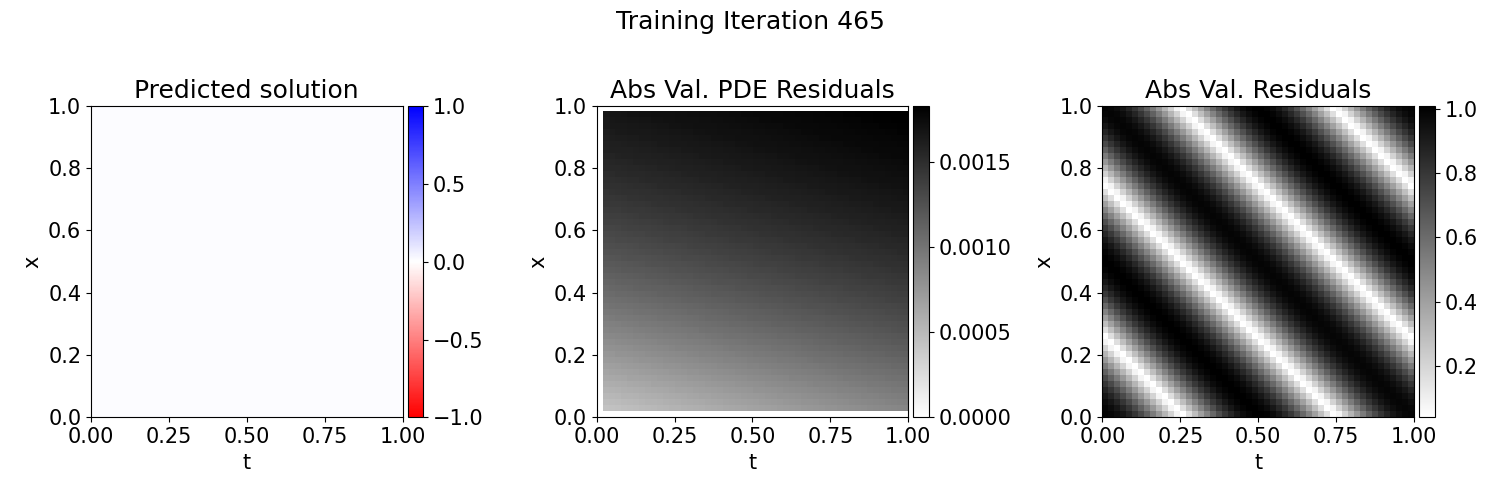 Training Iteration 465
Predicted solution
1.0
0.8
0.6
0.4
0.2
0.0
x
0.00 0.25 0.50 0.75 1.00
t
1.0
0.5
0.0
−0.5
−1.0
Abs Val. PDE Residuals
1.0
0.8
0.6
0.4
0.2
0.0
x
0.00 0.25 0.50 0.75 1.00
t
0.0015
0.0010
0.0005
0.0000
Abs Val. Residuals
1.0
0.8
0.6
0.4
0.2
0.0
x
0.00 0.25 0.50 0.75 1.00
t
1.0
0.8
0.6
0.4
0.2